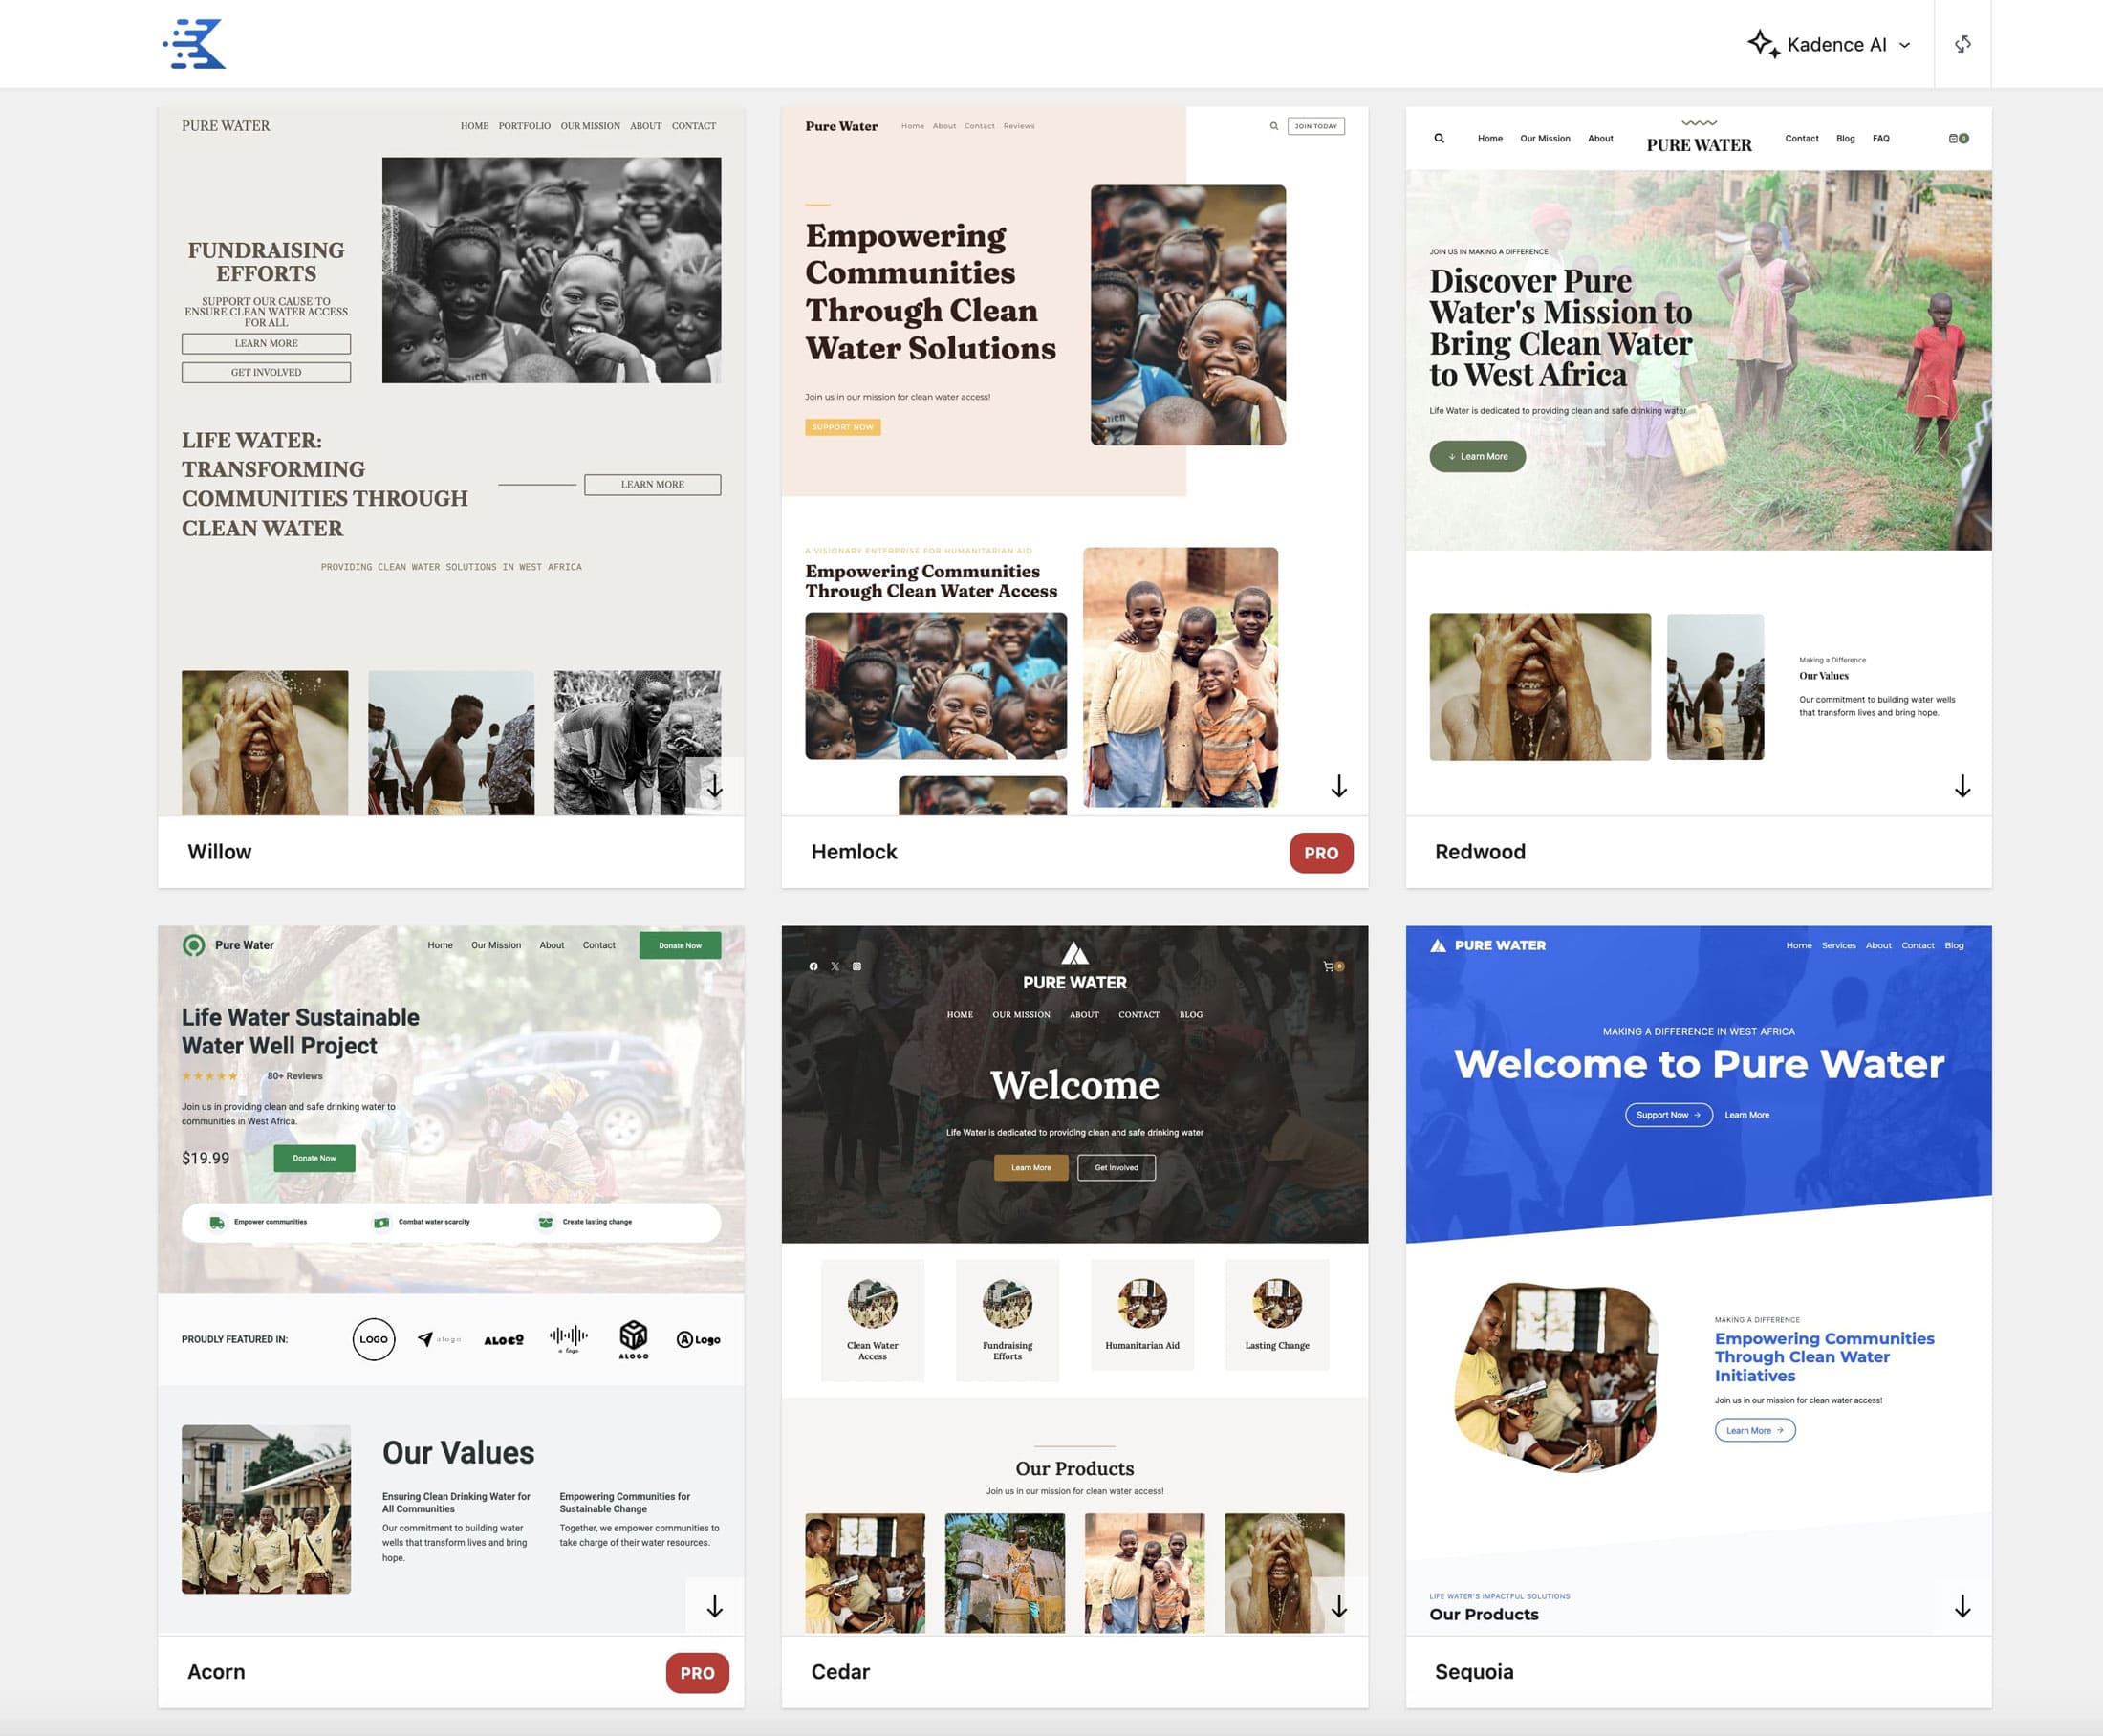 Kadence AI
PURE WATER
HOME PORTFOLIO OUR MISSION ABOUT CONTACT
FUNDRAISING
EFFORTS
SUPPORT OUR CAUSE TO
ENSURE CLEAN WATER ACCESS
FOR ALL
LEARN MORE
GET INVOLVED
LIFE WATER:
TRANSFORMING
COMMUNITIES THROUGH
CLEAN WATER
LEARN MORE
PROVIDING CLEAN WATER SOLUTIONS IN WEST AFRICA
Willow
Pure Water
Home About Contact Reviews
JOIN TODAY
Empowering
Communities
Through Clean
Water Solutions
Join us in our mission for clean water access!
SUPPORT NOW
A VISIONARY ENTERPRISE FOR HUMANITARIAN AID
Empowering Communities
Through Clean Water Access
Hemlock
PRO
Home Our Mission About
PURE WATER
Contact Blog FAQ
0
JOIN US IN MAKING A DIFFERENCE
Discover Pure
Water's Mission to
Bring Clean Water
to West Africa
Life Water is dedicated to providing clean and safe drinking water
Learn More
Making a Difference
Our Values
Our commitment to building water wells
that transform lives and bring hope.
Redwood
Pure Water
Home Our Mission About Contact
Donate Now
Life Water Sustainable
Water Well Project
80+ Reviews
Join us in providing clean and safe drinking water to
communities in West Africa.
$19.99
Donate Now
Empower communities
Combat water scarcity
Create lasting change
PROUDLY FEATURED IN:
LOGO
alogo
ALOGO
a logo
ALOGO
A Logo
Our Values
Ensuring Clean Drinking Water for
All Communities
Our commitment to building water
wells that transform lives and bring
hope.
Empowering Communities for
Sustainable Change
Together, we empower communities to
take charge of their water resources.
Acorn
PRO
PURE WATER
0
HOME OUR MISSION ABOUT CONTACT BLOG
Welcome
Life Water is dedicated to providing clean and safe drinking water
Learn More
Get Involved
Clean Water
Access
Fundraising
Efforts
Humanitarian Aid
Lasting Change
Our Products
Join us in our mission for clean water access!
Cedar
PURE WATER
Home Services About Contact Blog
MAKING A DIFFERENCE IN WEST AFRICA
Welcome to Pure Water
Support Now
Learn More
MAKING A DIFFERENCE
Empowering Communities
Through Clean Water
Initiatives
Join us in our mission for clean water access!
Learn More
LIFE WATER'S IMPACTFUL SOLUTIONS
Our Products
Sequoia